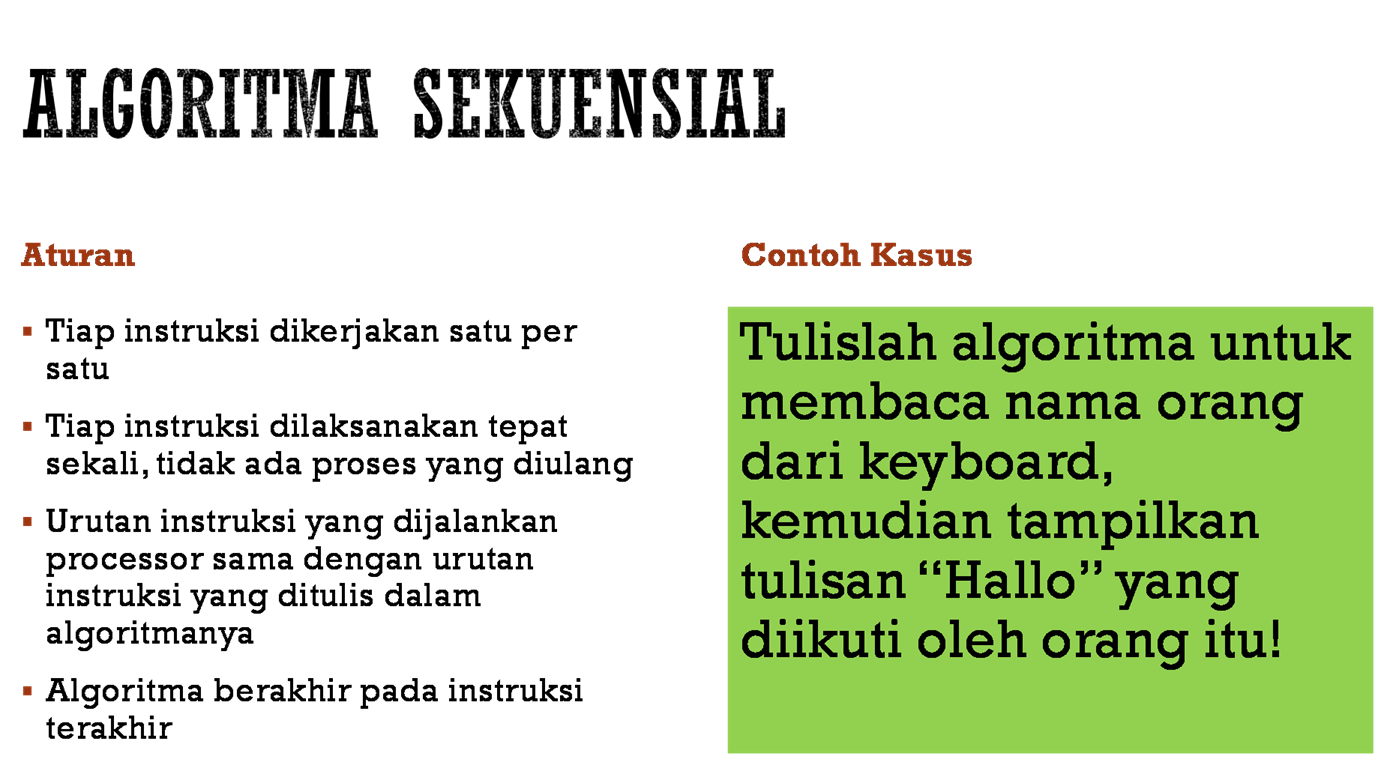 ALGORITMA SEKUENSIAL
Aturan
▪ Tiap instruksi dikerjakan satu per
satu
▪ Tiap instruksi dilaksanakan tepat
sekali, tidak ada proses yang diulang
▪ Urutan instruksi yang dijalankan
processor sama dengan urutan
instruksi yang ditulis dalam
algoritmanya
▪ Algoritma berakhir pada instruksi
terakhir
Contoh Kasus
Tulislah algoritma untuk
membaca nama orang
dari keyboard,
kemudian tampilkan
tulisan “Hallo” yang
diikuti oleh orang itu!